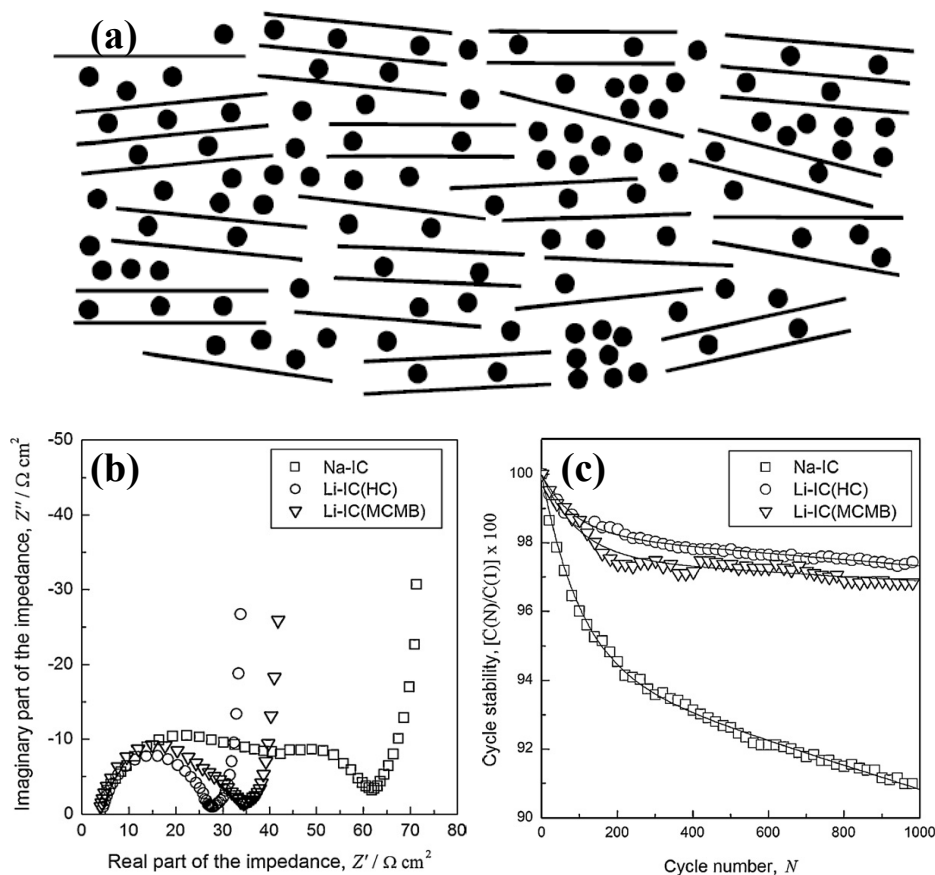 (a)
(b)
Na-IC
Li-IC(HC)
Li-IC(MCMB)
-50
-40
-30
-20
-10
0
0 10 20 30 40 50 60 70 80
Imaginary part of the impedance, Z″ / Ω cm²
Real part of the impedance, Z′ / Ω cm²
(c)
Na-IC
Li-IC(HC)
Li-IC(MCMB)
100
98
96
94
92
90
0 200 400 600 800 1000
Cycle stability, [C(N)/C(1)] x 100
Cycle number, N